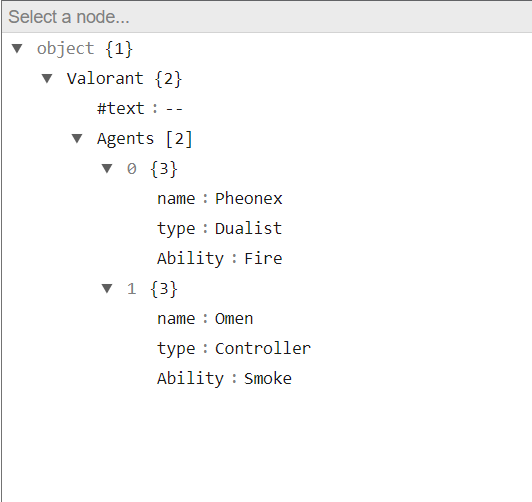 Select a node...
object {1}
Valorant {2}
#text : --
Agents [2]
0 {3}
name : Pheonex
type : Dualist
Ability : Fire
1 {3}
name : Omen
type : Controller
Ability : Smoke